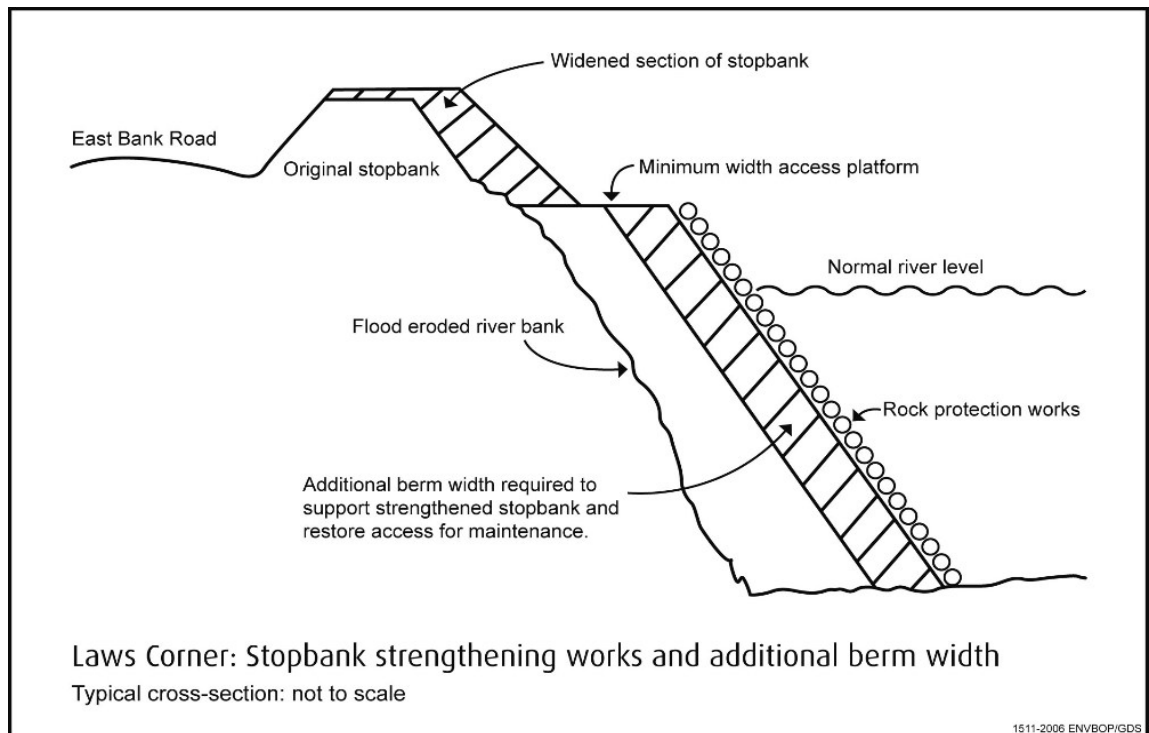 Widened section of stopbank
East Bank Road
Original stopbank
Minimum width access platform
Normal river level
Flood eroded river bank
Rock protection works
Additional berm width required to
support strengthened stopbank and
restore access for maintenance.
Laws Corner: Stopbank strengthening works and additional berm width
Typical cross-section: not to scale
1511-2006 ENVBOP/GDS